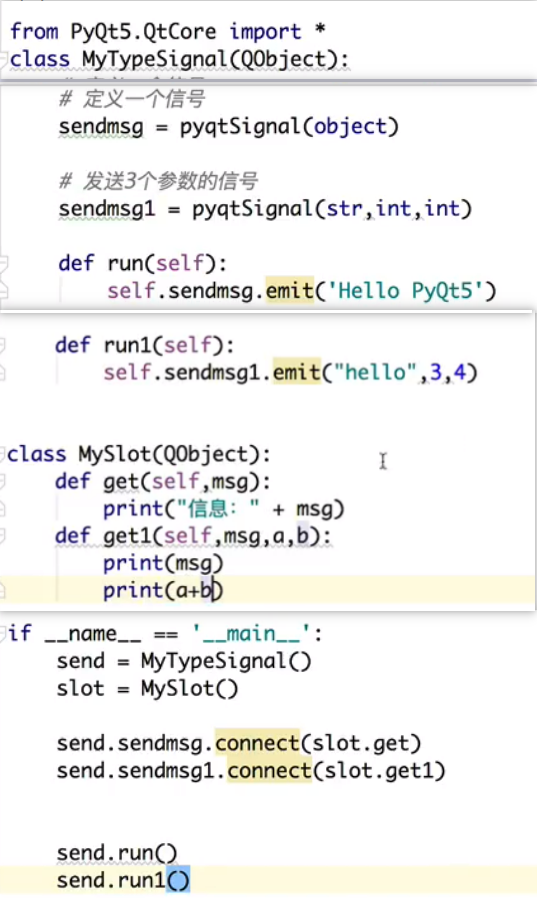 from PyQt5.QtCore import *
class MyTypeSignal(QObject):
# 定义一个信号
sendmsg = pyqtSignal(object)
# 发送3个参数的信号
sendmsg1 = pyqtSignal(str,int,int)
def run(self):
self.sendmsg.emit('Hello PyQt5')
def run1(self):
self.sendmsg1.emit("hello",3,4)
class MySlot(QObject):
def get(self,msg):
print("信息：" + msg)
def get1(self,msg,a,b):
print(msg)
print(a+b)
if __name__ == '__main__':
send = MyTypeSignal()
slot = MySlot()
send.sendmsg.connect(slot.get)
send.sendmsg1.connect(slot.get1)
send.run()
send.run1()